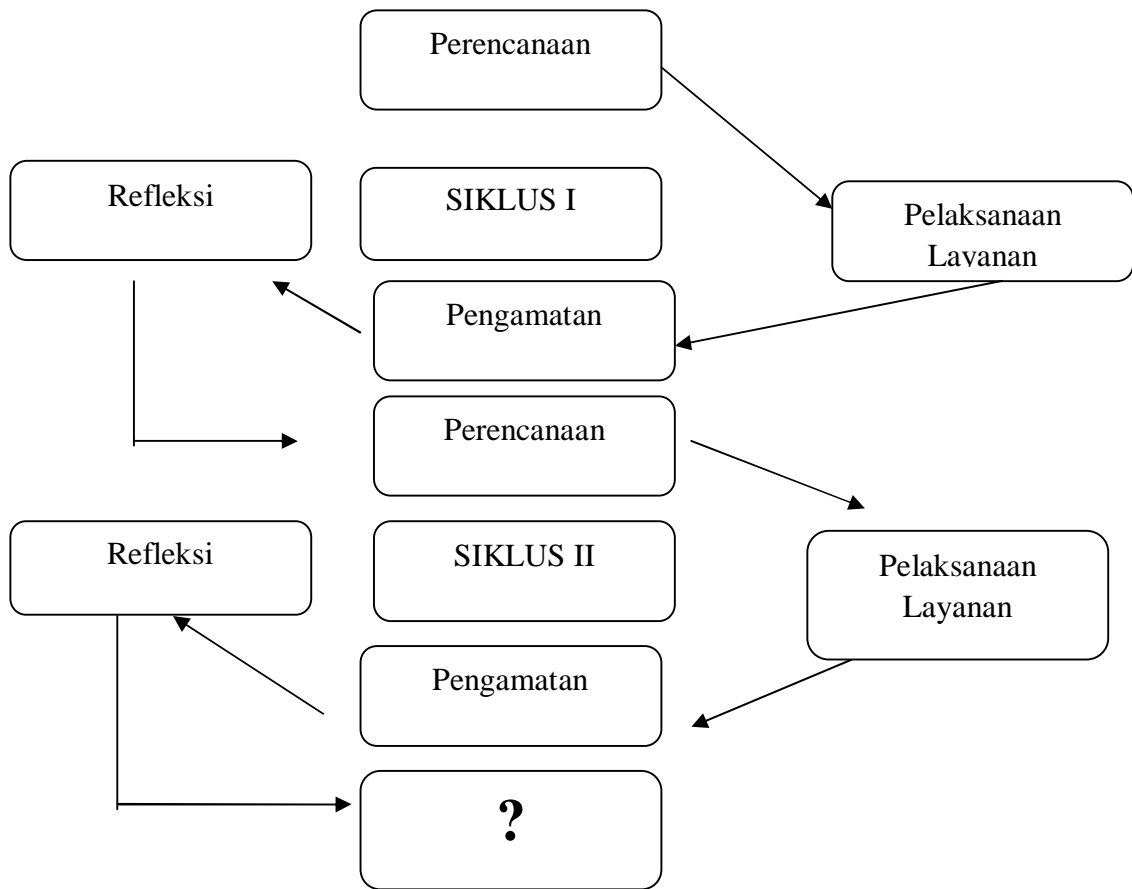 Perencanaan
Refleksi
SIKLUS I
Pelaksanaan
Layanan
Pengamatan
Perencanaan
Refleksi
SIKLUS II
Pelaksanaan
Layanan
Pengamatan
?